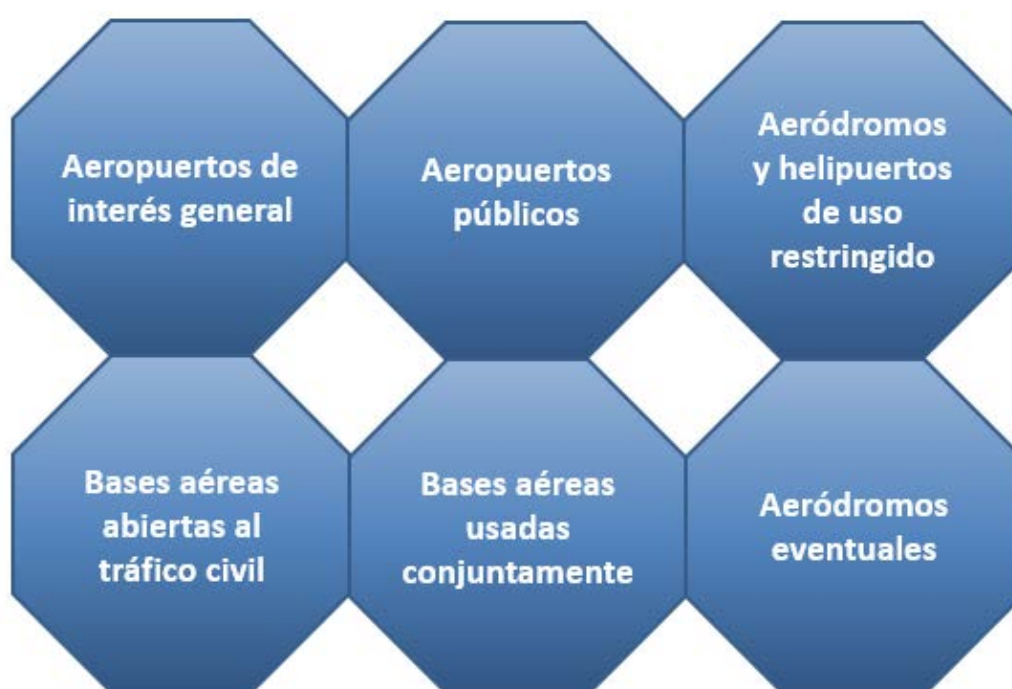 Aeropuertos de
interés general
Aeropuertos
públicos
Aeródromos
y helipuertos
de uso
restringido
Bases aéreas
abiertas al
tráfico civil
Bases aéreas
usadas
conjuntamente
Aeródromos
eventuales